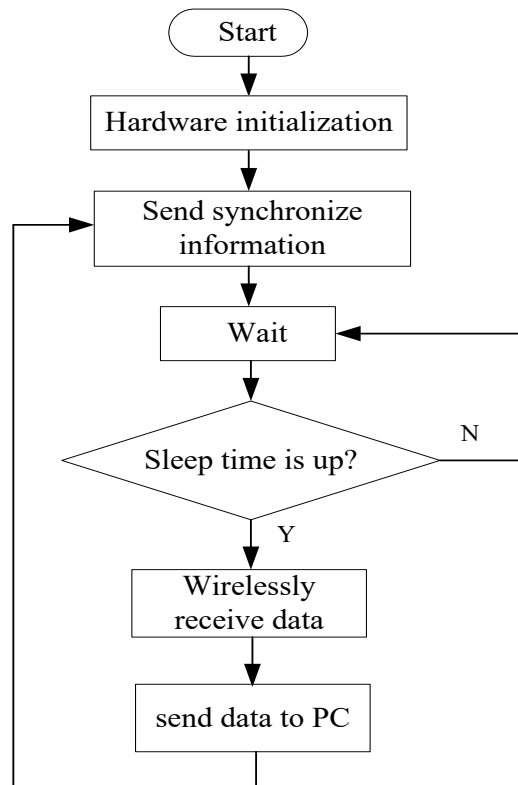 Start
Hardware initialization
Send synchronize
information
Wait
Sleep time is up?
N
Y
Wirelessly
receive data
send data to PC